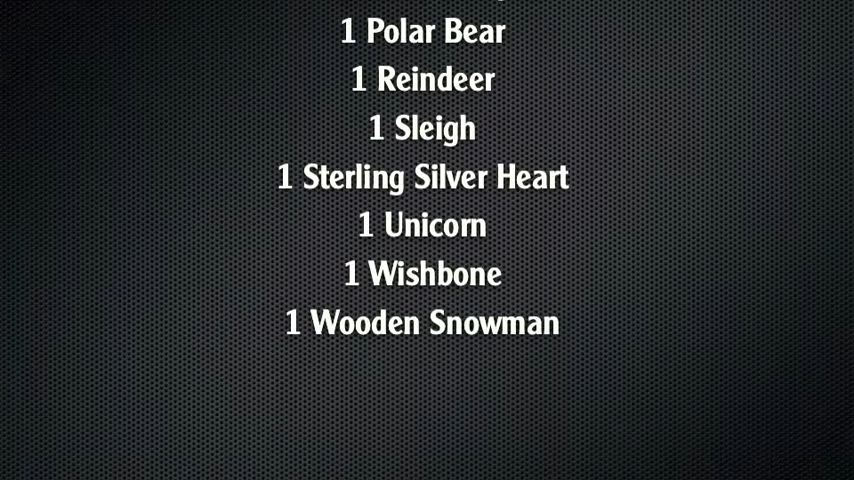 1 Polar Bear
1 Reindeer
1 Sleigh
1 Sterling Silver Heart
1 Unicorn
1 Wishbone
1 Wooden Snowman